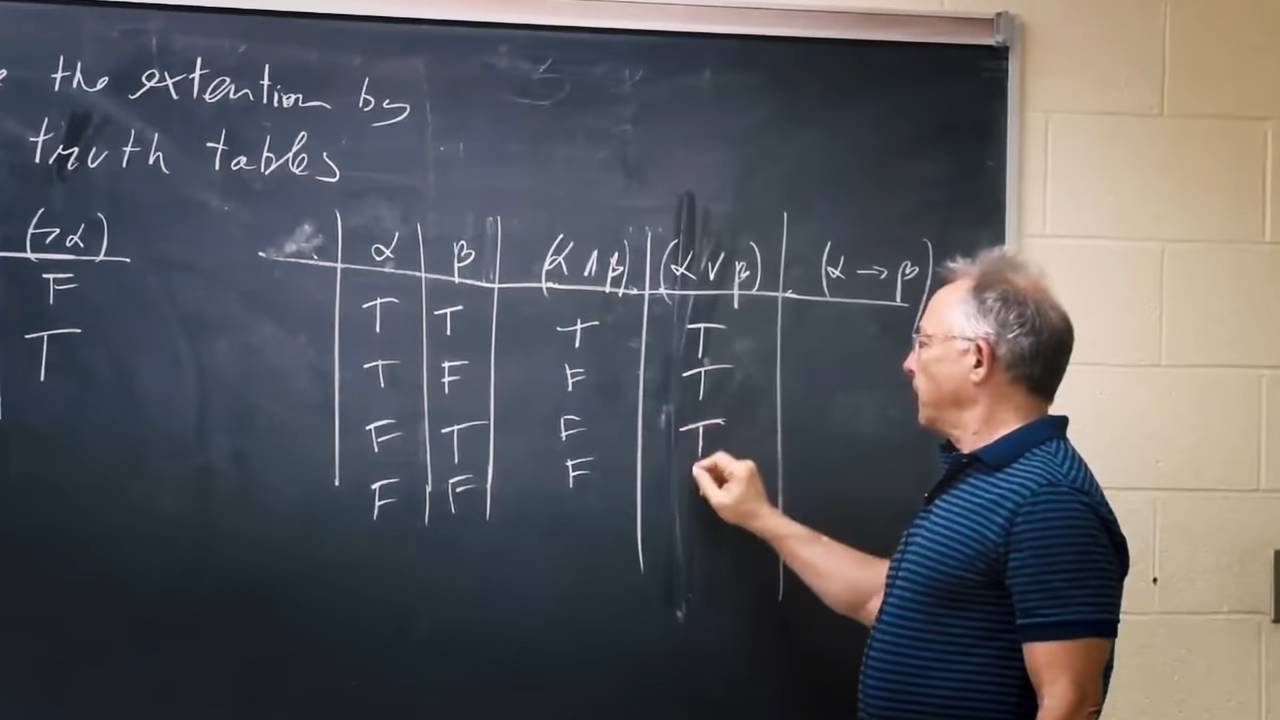 the extention by
truth tables
(¬α)
F
T
α β (α ∧ β) (α ∨ β) (α → β)
T T T T
T F F T
F T F T
F F F